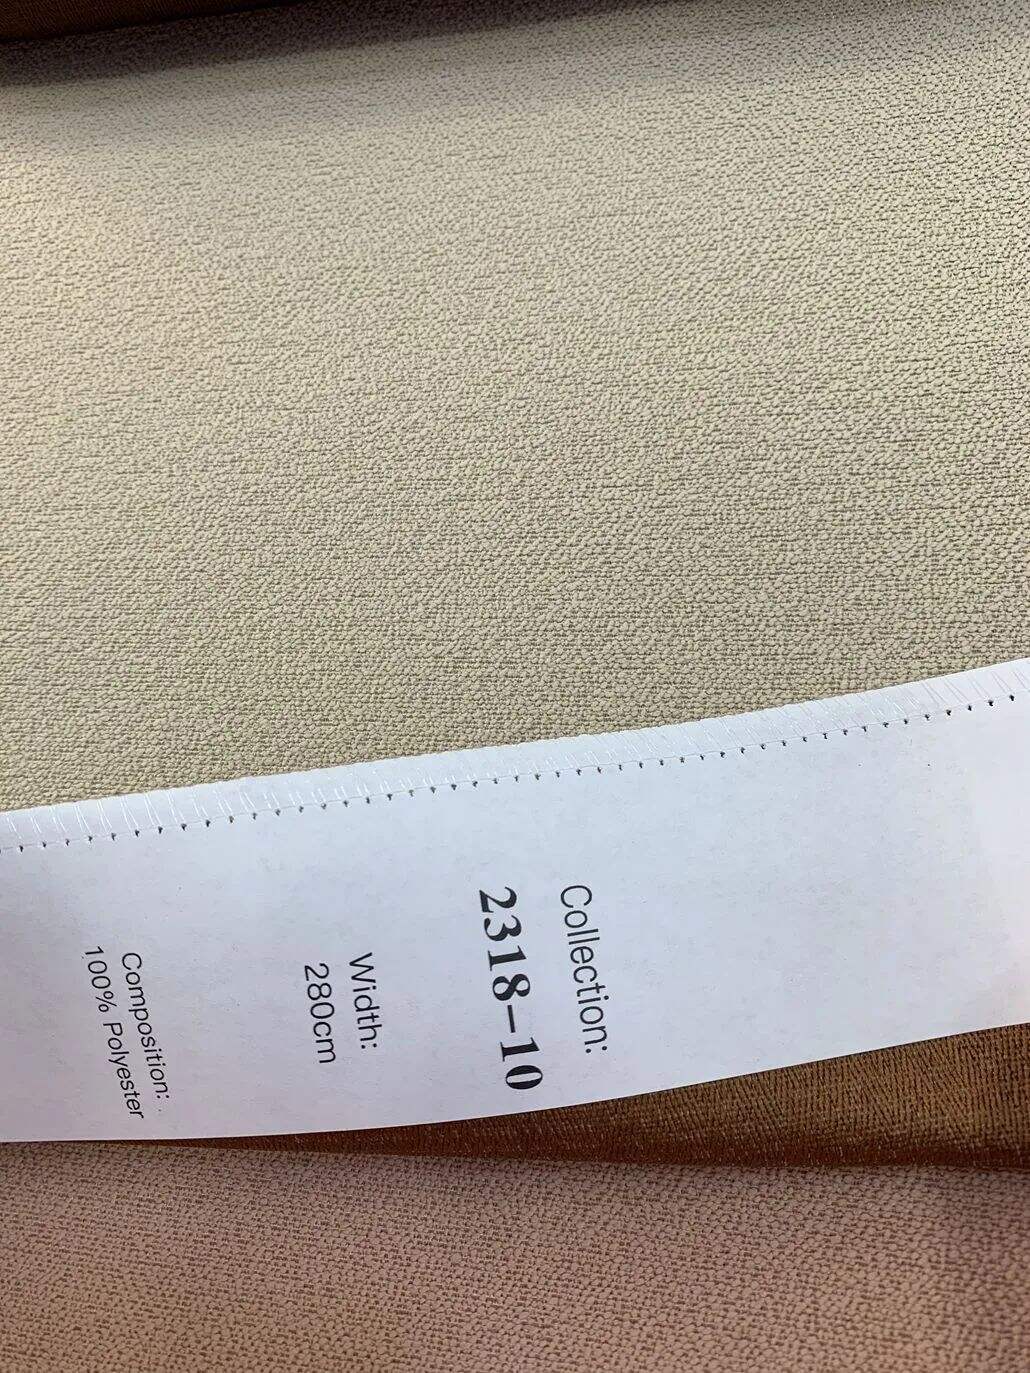 Collection:
2318-10
Width:
280cm
Composition:
100% Polyester